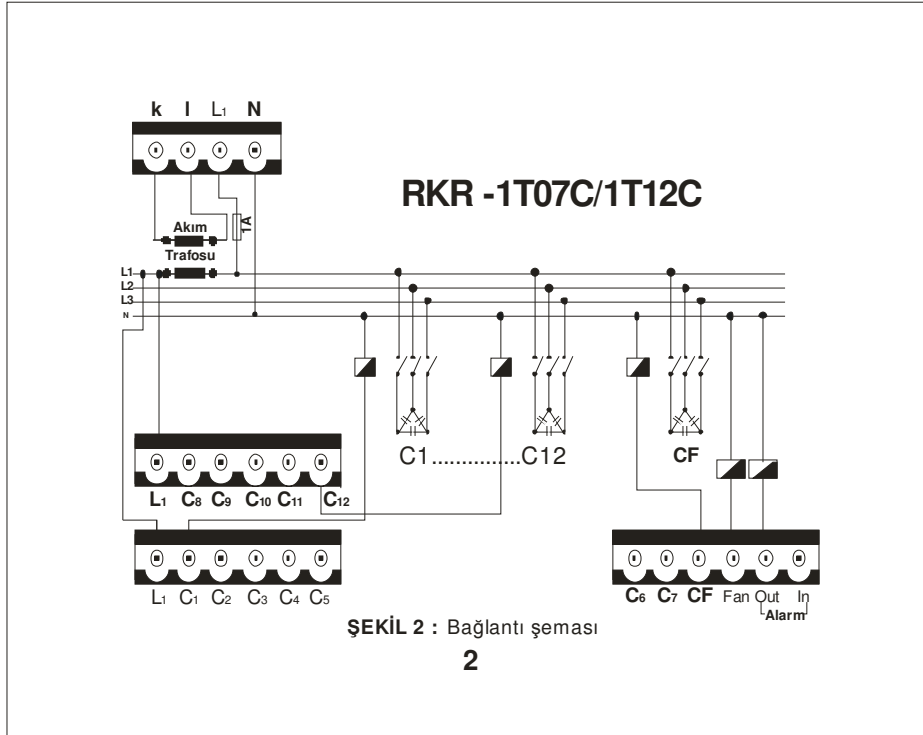 k l L1 N
RKR -1T07C/1T12C
1A
Akım
Trafosu
L1
L2
L3
N
C1...............C12
CF
L1 C8 C9 C10 C11 C12
L1 C1 C2 C3 C4 C5
C6 C7 CF Fan Out In
Alarm
ŞEKİL 2 : Bağlantı şeması
2